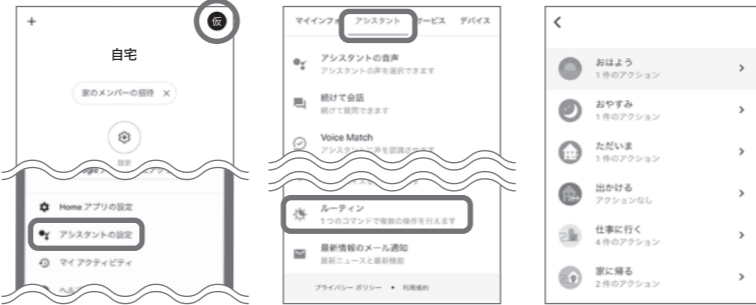 +
仮
自宅
家のメンバーの招待 ×
設定
Home アプリの設定
アシスタントの設定
マイ アクティビティ
マイインフォ アシスタント サービス デバイス
アシスタントの音声
アシスタントの声を選択できます
続けて会話
続けて質問できます
Voice Match
ルーティン
1つのコマンドで複数の操作を行えます
最新情報のメール通知
最新ニュースと最新機能
プライバシー ポリシー • 利用規約
おはよう
1 件のアクション
おやすみ
1 件のアクション
ただいま
1 件のアクション
出かける
アクションなし
仕事に行く
4 件のアクション
家に帰る
2 件のアクション